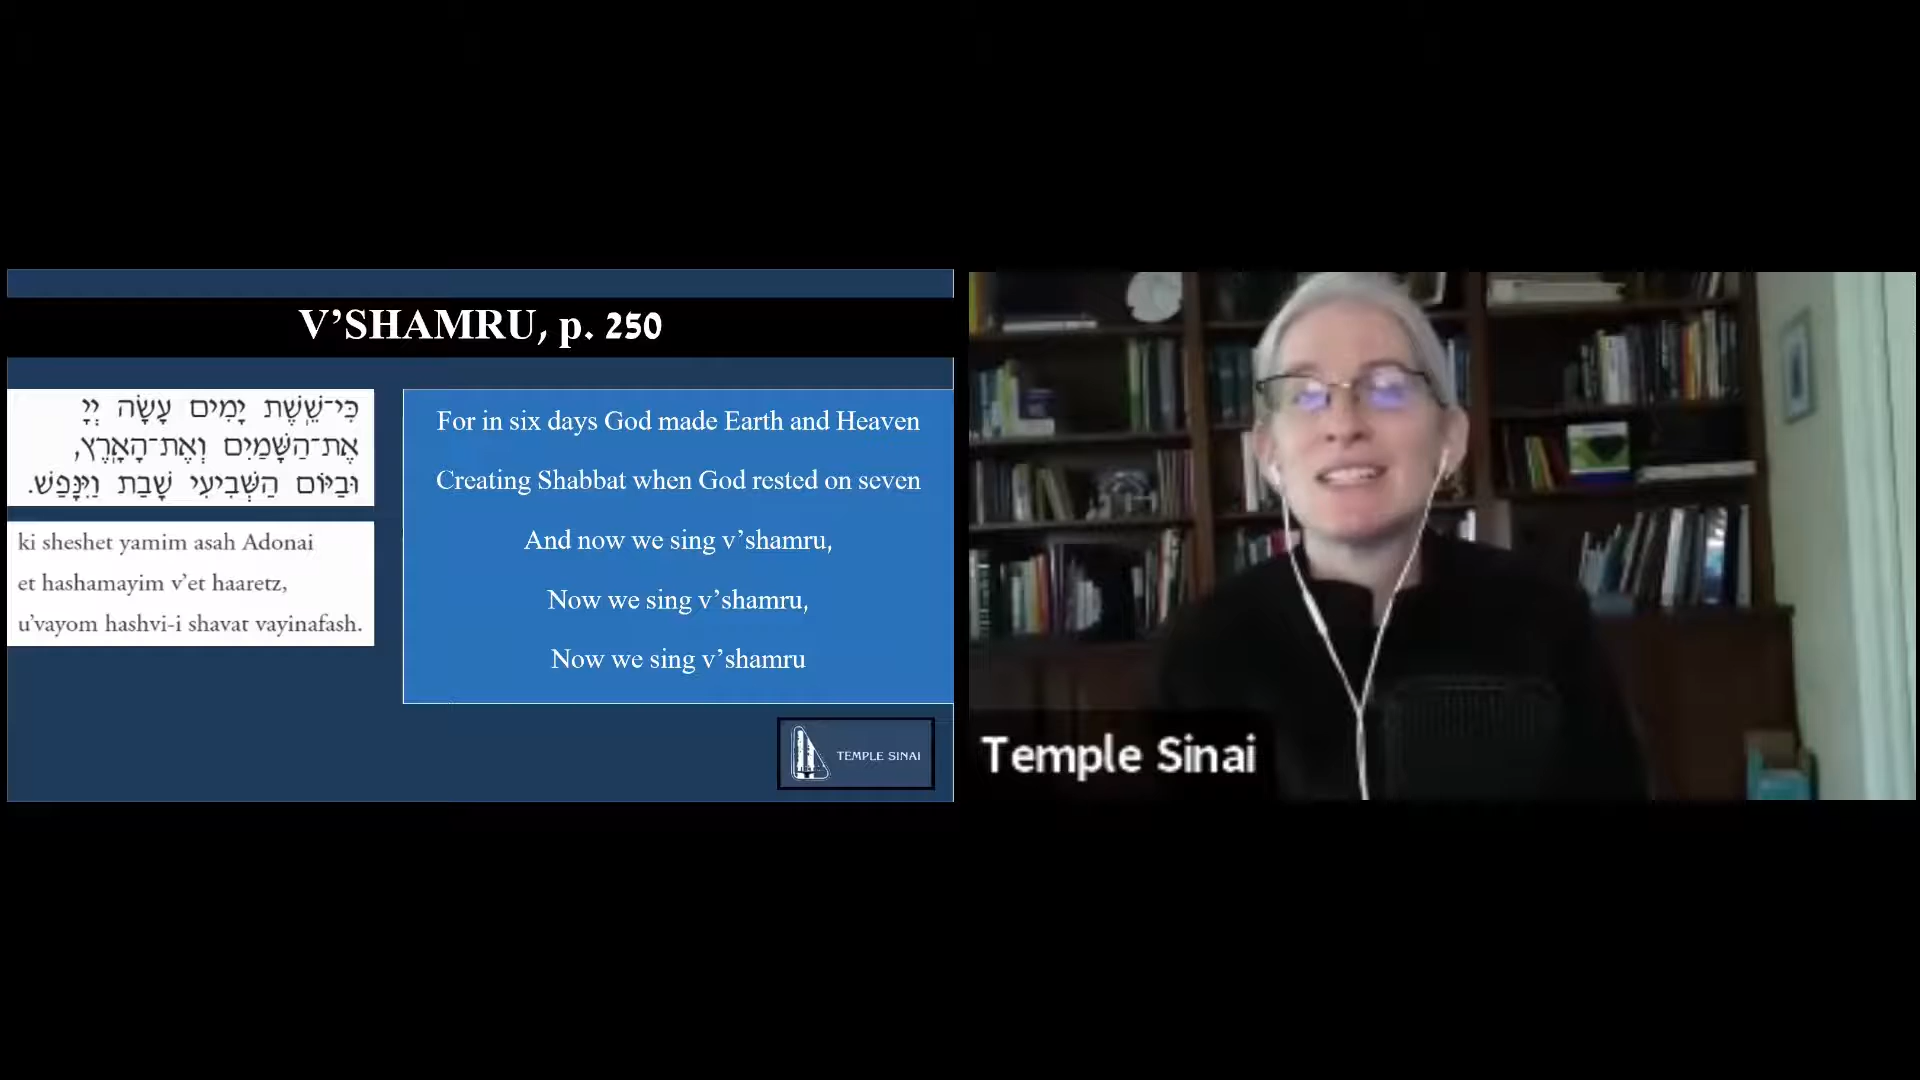 V’SHAMRU, p. 250
כִּי־שֵֽׁשֶׁת יָמִים עָשָׂה יְיָ
אֶת־הַשָּׁמַֽיִם וְאֶת־הָאָֽרֶץ,
וּבַיּוֹם הַשְּׁבִיעִי שָׁבַת וַיִּנָּפַשׁ.
ki sheshet yamim asah Adonai
et hashamayim v’et haaretz,
u’vayom hashvi-i shavat vayinafash.
For in six days God made Earth and Heaven
Creating Shabbat when God rested on seven
And now we sing v’shamru,
Now we sing v’shamru,
Now we sing v’shamru
TEMPLE SINAI
Temple Sinai